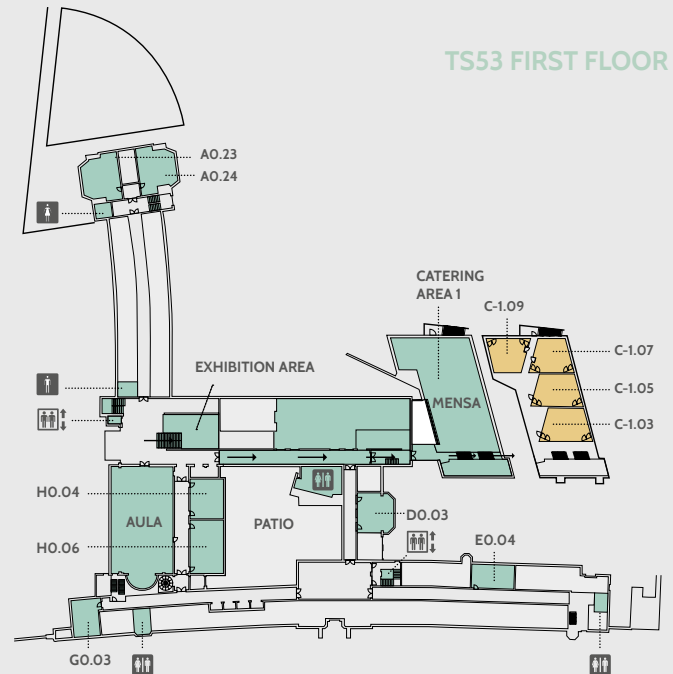 TS53 FIRST FLOOR
A0.23
A0.24
CATERING
AREA 1
C-1.09
C-1.07
EXHIBITION AREA
C-1.05
MENSA
C-1.03
H0.04
D0.03
AULA
PATIO
H0.06
E0.04
G0.03